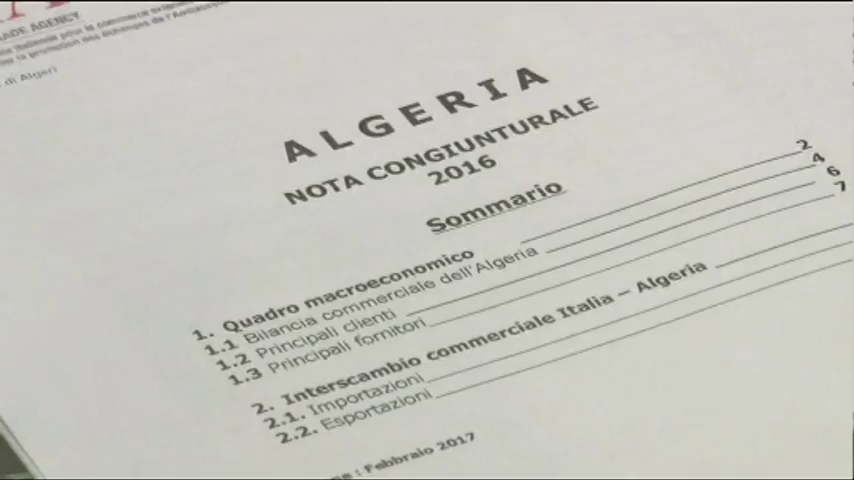 ADE AGENCY
di Algeri
ALGERIA
NOTA CONGIUNTURALE
2016
Sommario
1. Quadro macroeconomico 2
1.1 Bilancia commerciale dell'Algeria 4
1.2 Principali clienti 6
1.3 Principali fornitori 7
2. Interscambio commerciale Italia – Algeria
2.1. Importazioni
2.2. Esportazioni
: Febbraio 2017